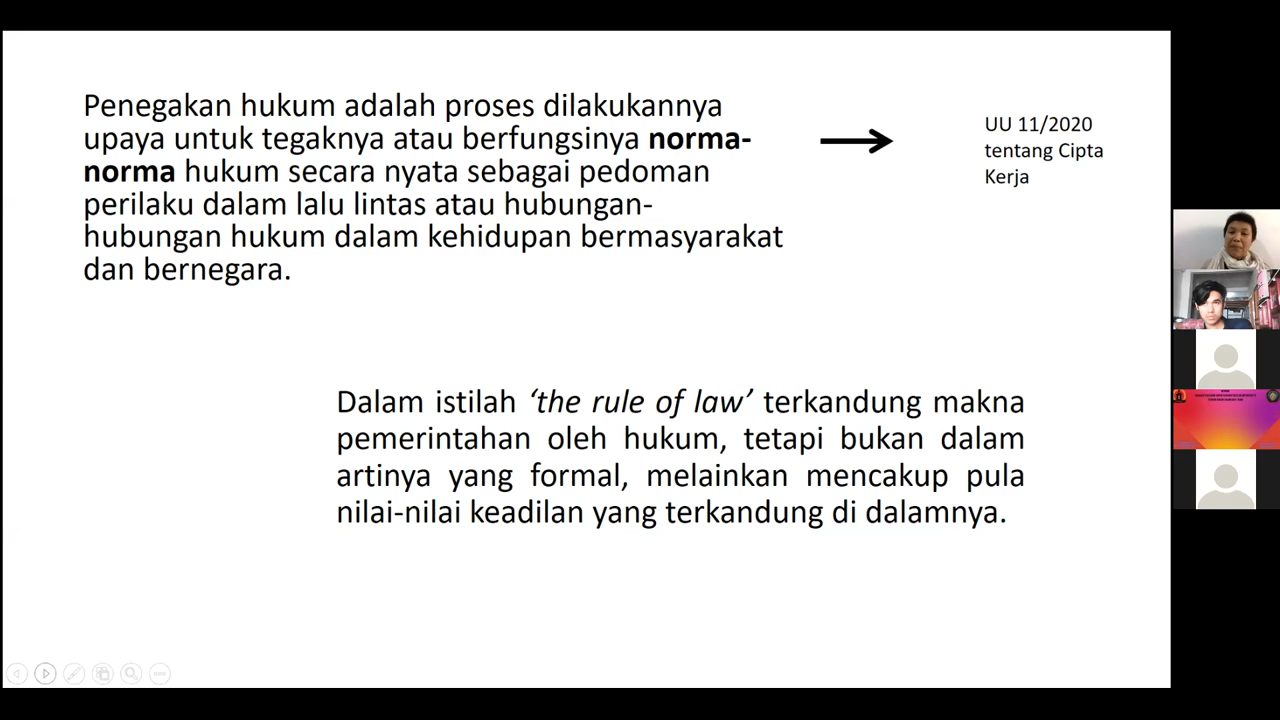 Penegakan hukum adalah proses dilakukannya
upaya untuk tegaknya atau berfungsinya norma-
norma hukum secara nyata sebagai pedoman
perilaku dalam lalu lintas atau hubungan-
hubungan hukum dalam kehidupan bermasyarakat
dan bernegara.
UU 11/2020
tentang Cipta
Kerja
Dalam istilah ‘the rule of law’ terkandung makna
pemerintahan oleh hukum, tetapi bukan dalam
artinya yang formal, melainkan mencakup pula
nilai-nilai keadilan yang terkandung di dalamnya.